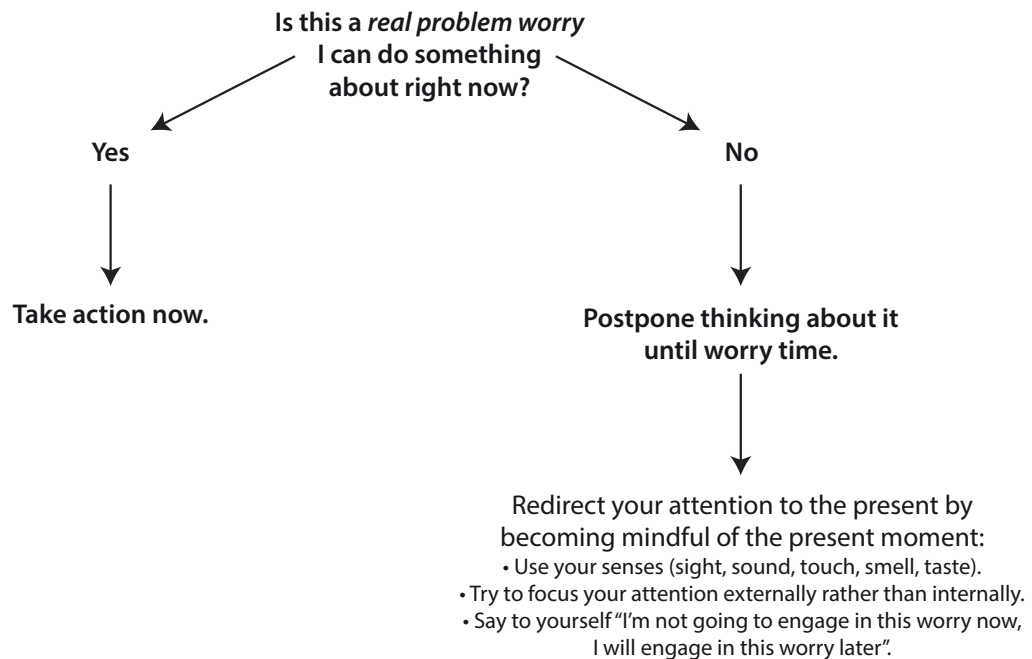 Is this a real problem worry
I can do something
about right now?
Yes
No
Take action now.
Postpone thinking about it
until worry time.
Redirect your attention to the present by
becoming mindful of the present moment:
• Use your senses (sight, sound, touch, smell, taste).
• Try to focus your attention externally rather than internally.
• Say to yourself “I’m not going to engage in this worry now,
I will engage in this worry later”.